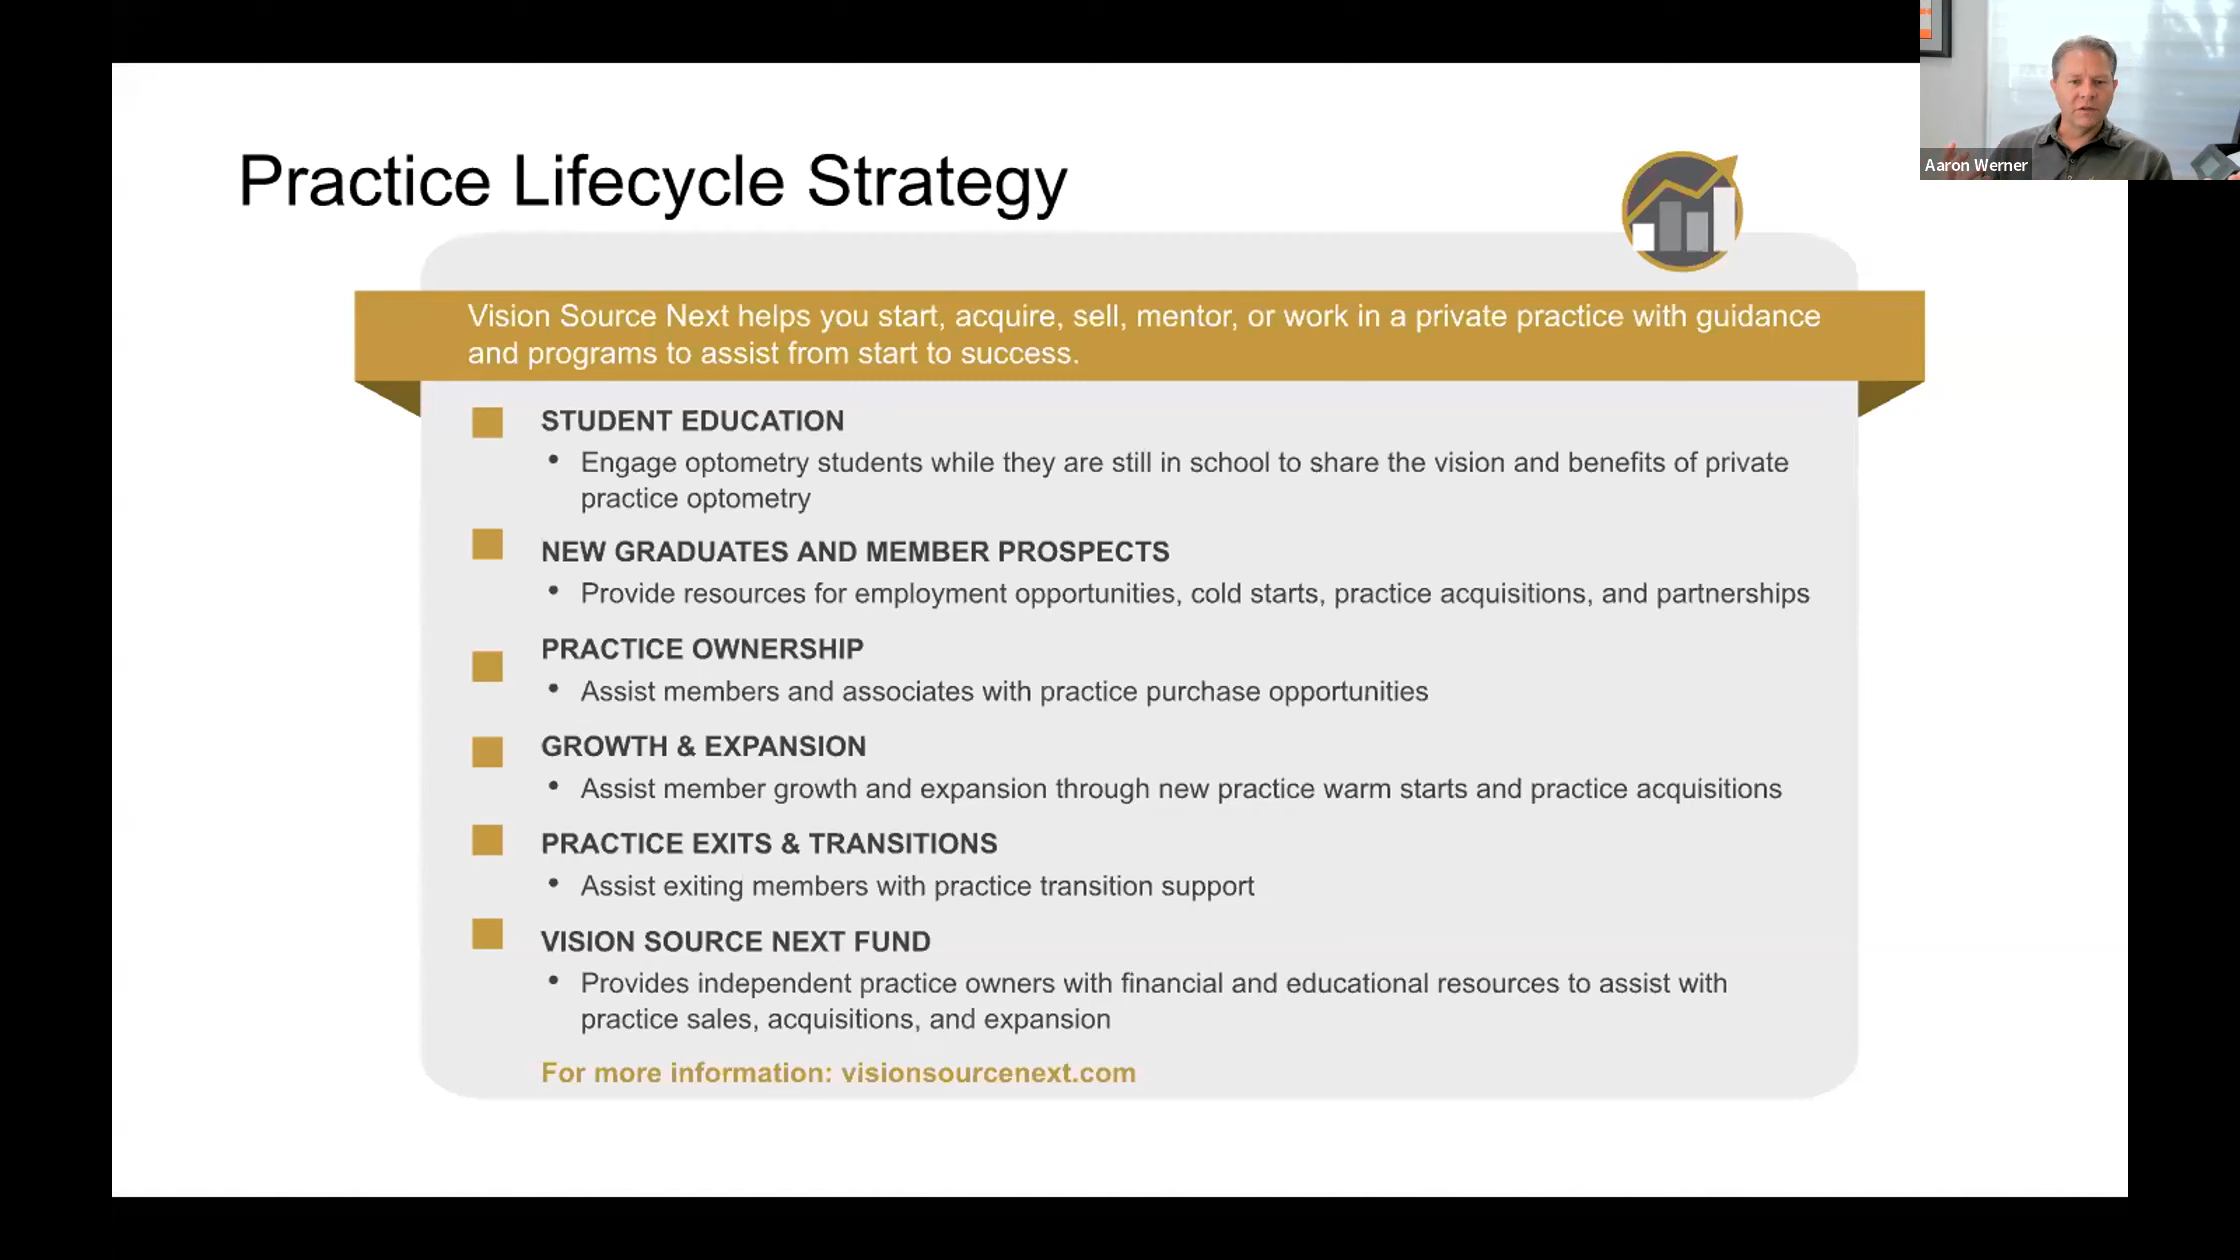 Aaron Werner
Practice Lifecycle Strategy
Vision Source Next helps you start, acquire, sell, mentor, or work in a private practice with guidance
and programs to assist from start to success.
STUDENT EDUCATION
• Engage optometry students while they are still in school to share the vision and benefits of private
practice optometry
NEW GRADUATES AND MEMBER PROSPECTS
• Provide resources for employment opportunities, cold starts, practice acquisitions, and partnerships
PRACTICE OWNERSHIP
• Assist members and associates with practice purchase opportunities
GROWTH & EXPANSION
• Assist member growth and expansion through new practice warm starts and practice acquisitions
PRACTICE EXITS & TRANSITIONS
• Assist exiting members with practice transition support
VISION SOURCE NEXT FUND
• Provides independent practice owners with financial and educational resources to assist with
practice sales, acquisitions, and expansion
For more information: visionsourcenext.com